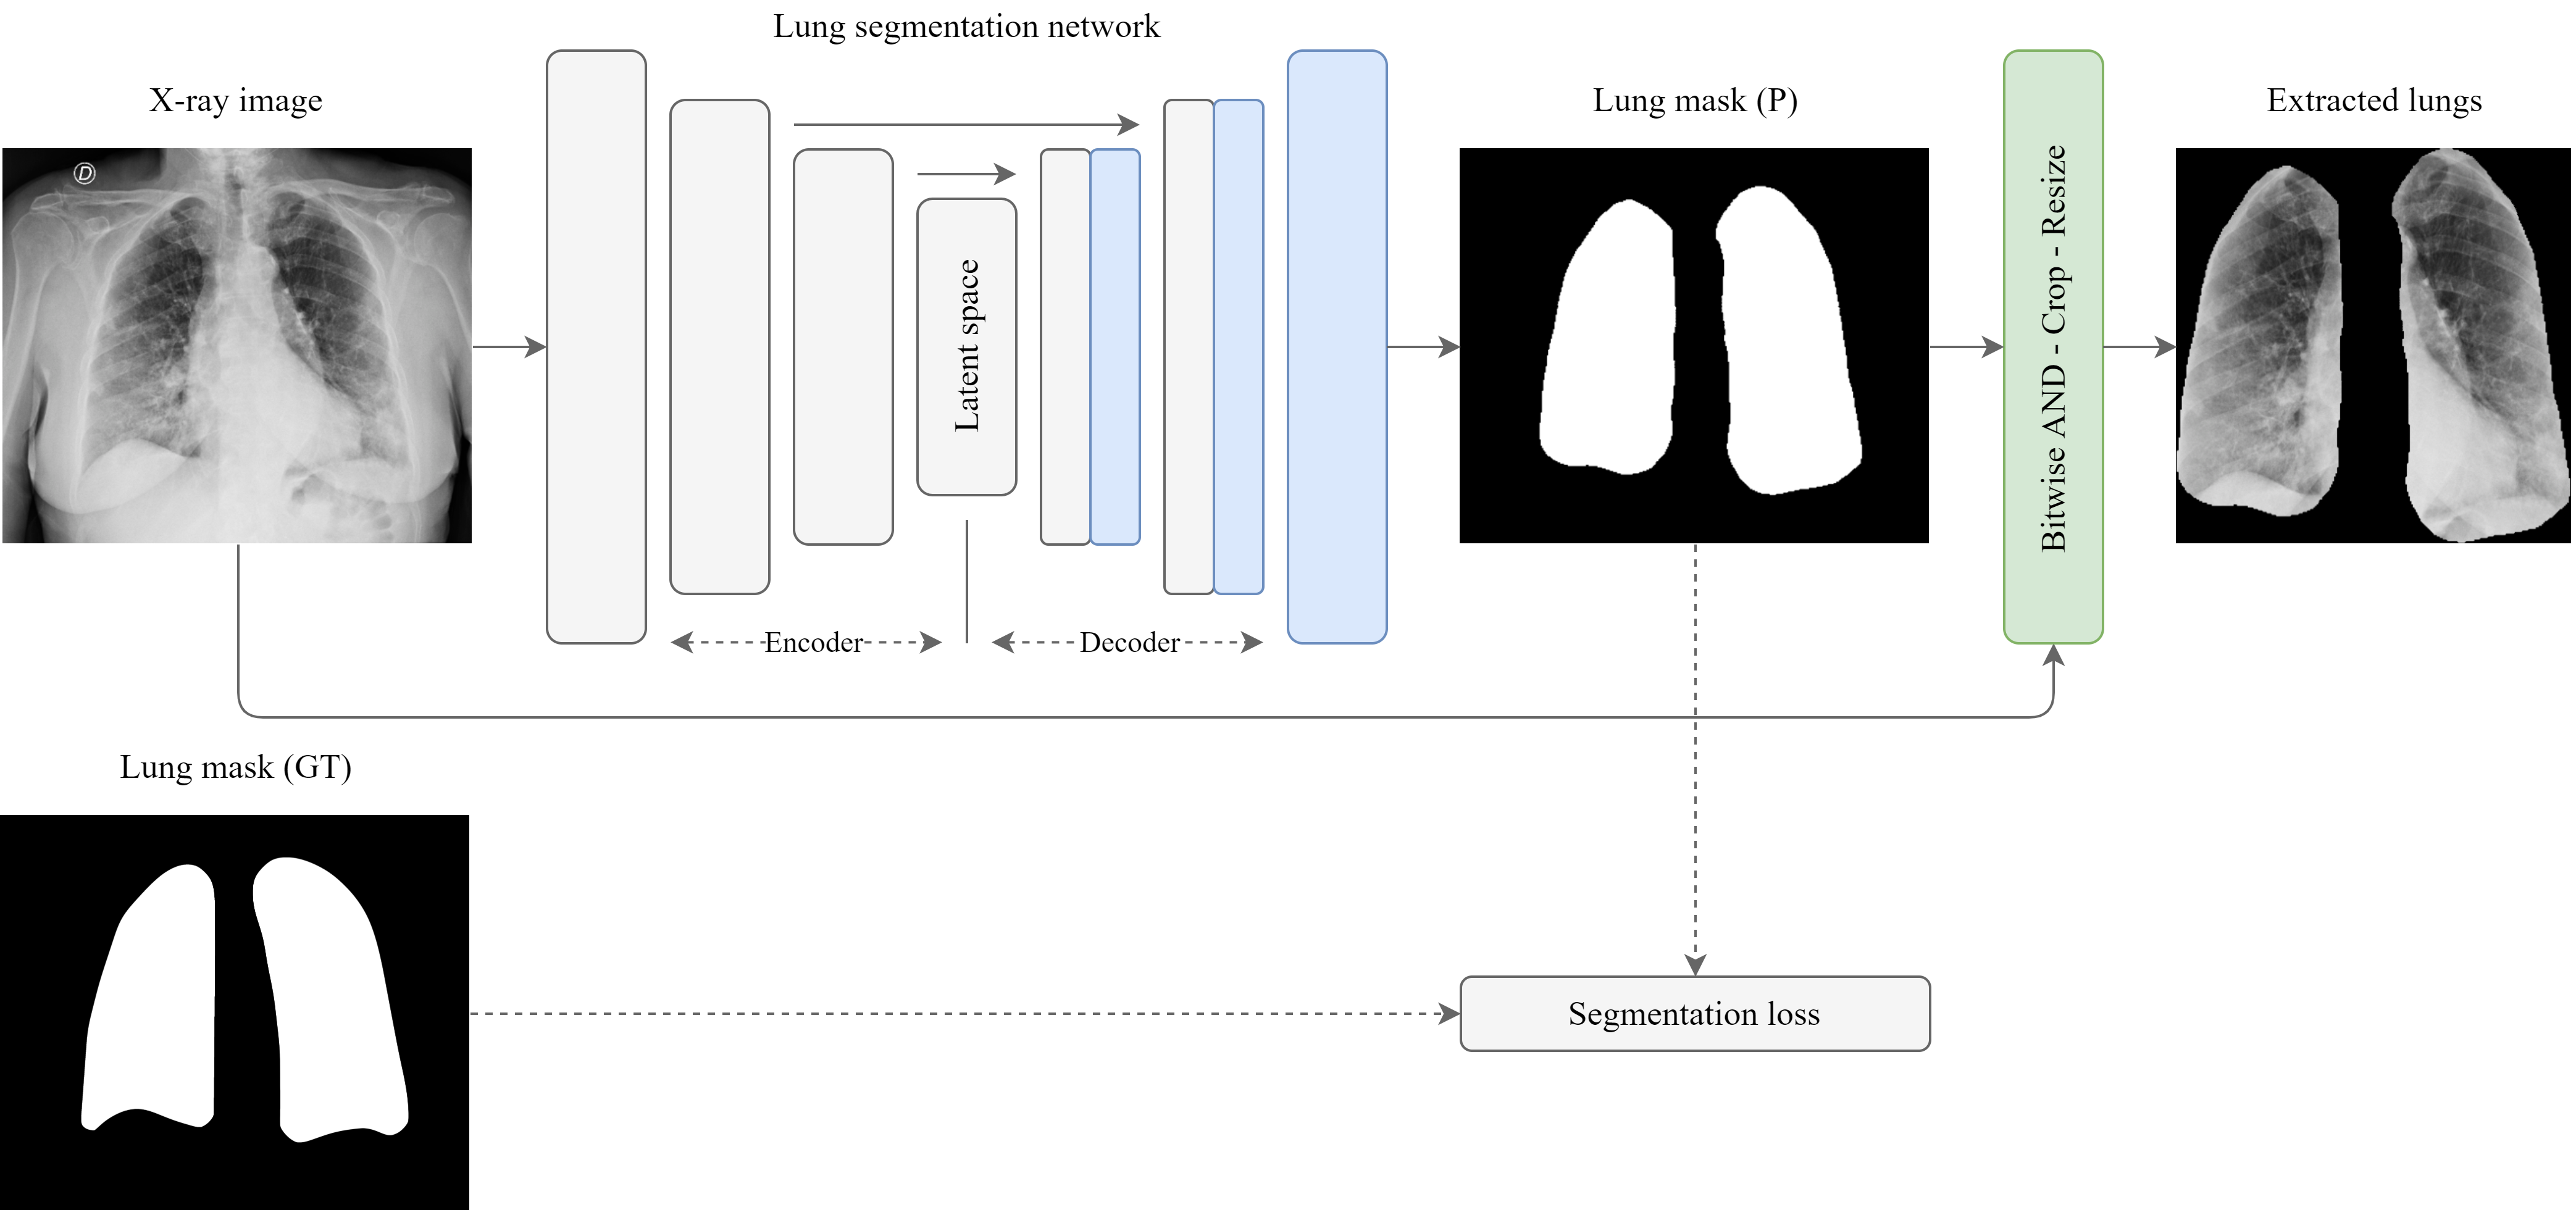 Lung segmentation network
X-ray image
D
Latent space
Encoder
Decoder
Lung mask (P)
Bitwise AND - Crop - Resize
Extracted lungs
Lung mask (GT)
Segmentation loss